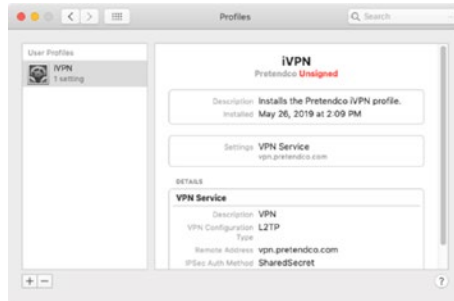 Profiles
Search
User Profiles
iVPN
1 setting
iVPN
Pretendco Unsigned
Description Installs the Pretendco iVPN profile.
Installed May 26, 2019 at 2:09 PM
Settings VPN Service
vpn.pretendco.com
DETAILS
VPN Service
Description VPN
VPN Configuration L2TP
Type
Remote Address vpn.pretendco.com
IPSec Auth Method SharedSecret
+ −
?